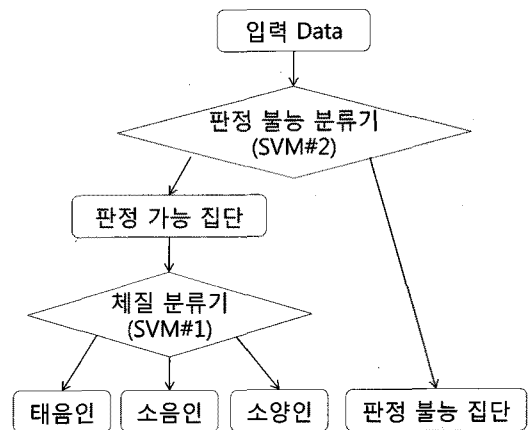 입력 Data
판정 불능 분류기
(SVM#2)
판정 가능 집단
체질 분류기
(SVM#1)
태음인
소음인
소양인
판정 불능 집단